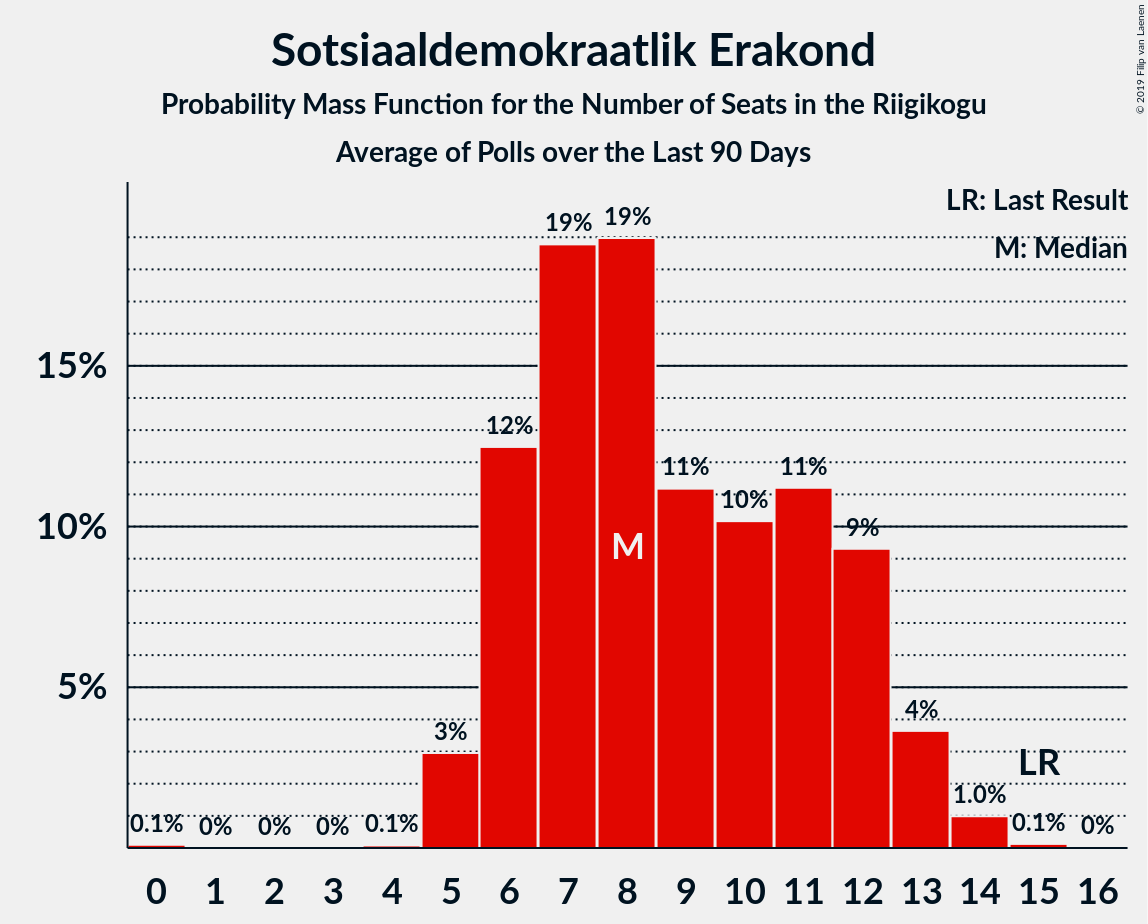 Sotsiaaldemokraatlik Erakond
Probability Mass Function for the Number of Seats in the Riigikogu
Average of Polls over the Last 90 Days
© 2019 Filip van Laenen
LR: Last Result
M: Median
15%
10%
5%
0.1% 0% 0% 0% 0.1% 3% 12% 19% 19% 11% 10% 11% 9% 4% 1.0% 0.1% 0%
M
LR
0 1 2 3 4 5 6 7 8 9 10 11 12 13 14 15 16